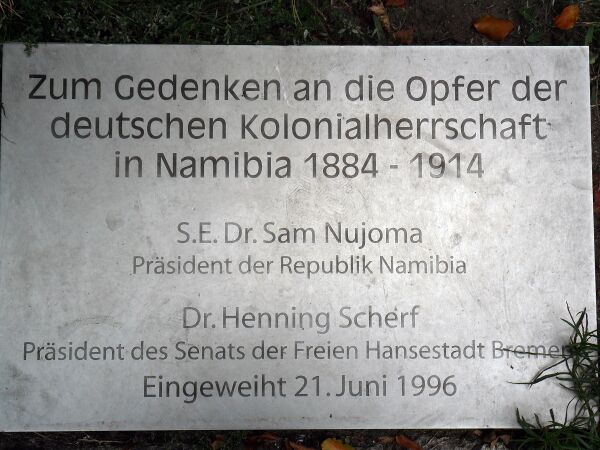 Zum Gedenken an die Opfer der
deutschen Kolonialherrschaft
in Namibia 1884 - 1914
S.E. Dr. Sam Nujoma
Präsident der Republik Namibia
Dr. Henning Scherf
Präsident des Senats der Freien Hansestadt Bremen
Eingeweiht 21. Juni 1996